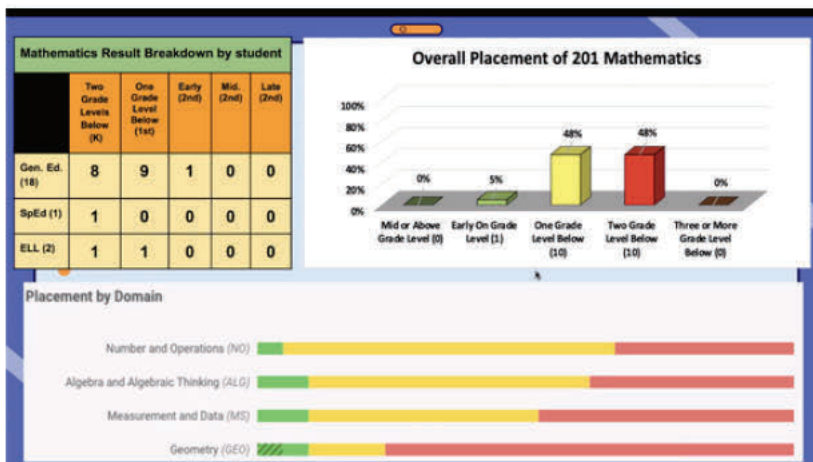 Mathematics Result Breakdown by student
Two Grade Levels Below (K)
One Grade Level Below (1st)
Early (2nd)
Mid. (2nd)
Late (2nd)
Gen. Ed. (18) 8 9 1 0 0
SpEd (1) 1 0 0 0 0
ELL (2) 1 1 0 0 0
Overall Placement of 201 Mathematics
100%
80%
60%
40%
20%
0%
0%
5%
48%
48%
0%
Mid or Above Grade Level (0)
Early On Grade Level (1)
One Grade Level Below (10)
Two Grade Level Below (10)
Three or More Grade Level Below (0)
Placement by Domain
Number and Operations (NO)
Algebra and Algebraic Thinking (ALG)
Measurement and Data (MS)
Geometry (GEO)